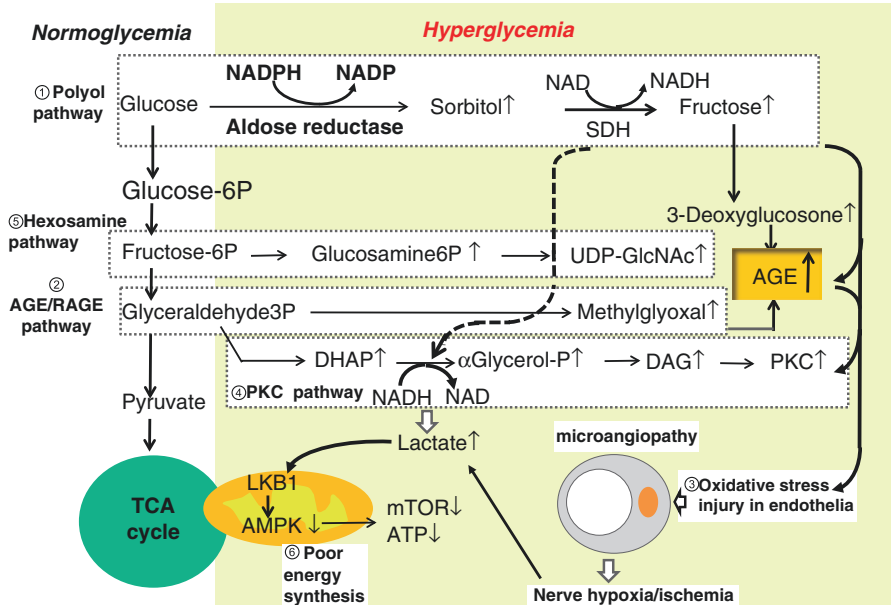 Normoglycemia
Hyperglycemia
①Polyol
pathway
NADPH
NADP
NAD
NADH
Glucose
Sorbitol↑
Fructose↑
Aldose reductase
SDH
Glucose-6P
3-Deoxyglucosone↑
⑤Hexosamine
pathway
Fructose-6P
Glucosamine6P ↑
UDP-GlcNAc↑
AGE
②
AGE/RAGE
pathway
Glyceraldehyde3P
Methylglyoxal↑
DHAP↑
αGlycerol-P↑
DAG↑
PKC↑
④PKC pathway
NADH
NAD
Pyruvate
Lactate↑
microangiopathy
LKB1
③Oxidative stress
injury in endothelia
TCA
cycle
AMPK ↓
mTOR↓
ATP↓
⑥ Poor
energy
synthesis
Nerve hypoxia/ischemia